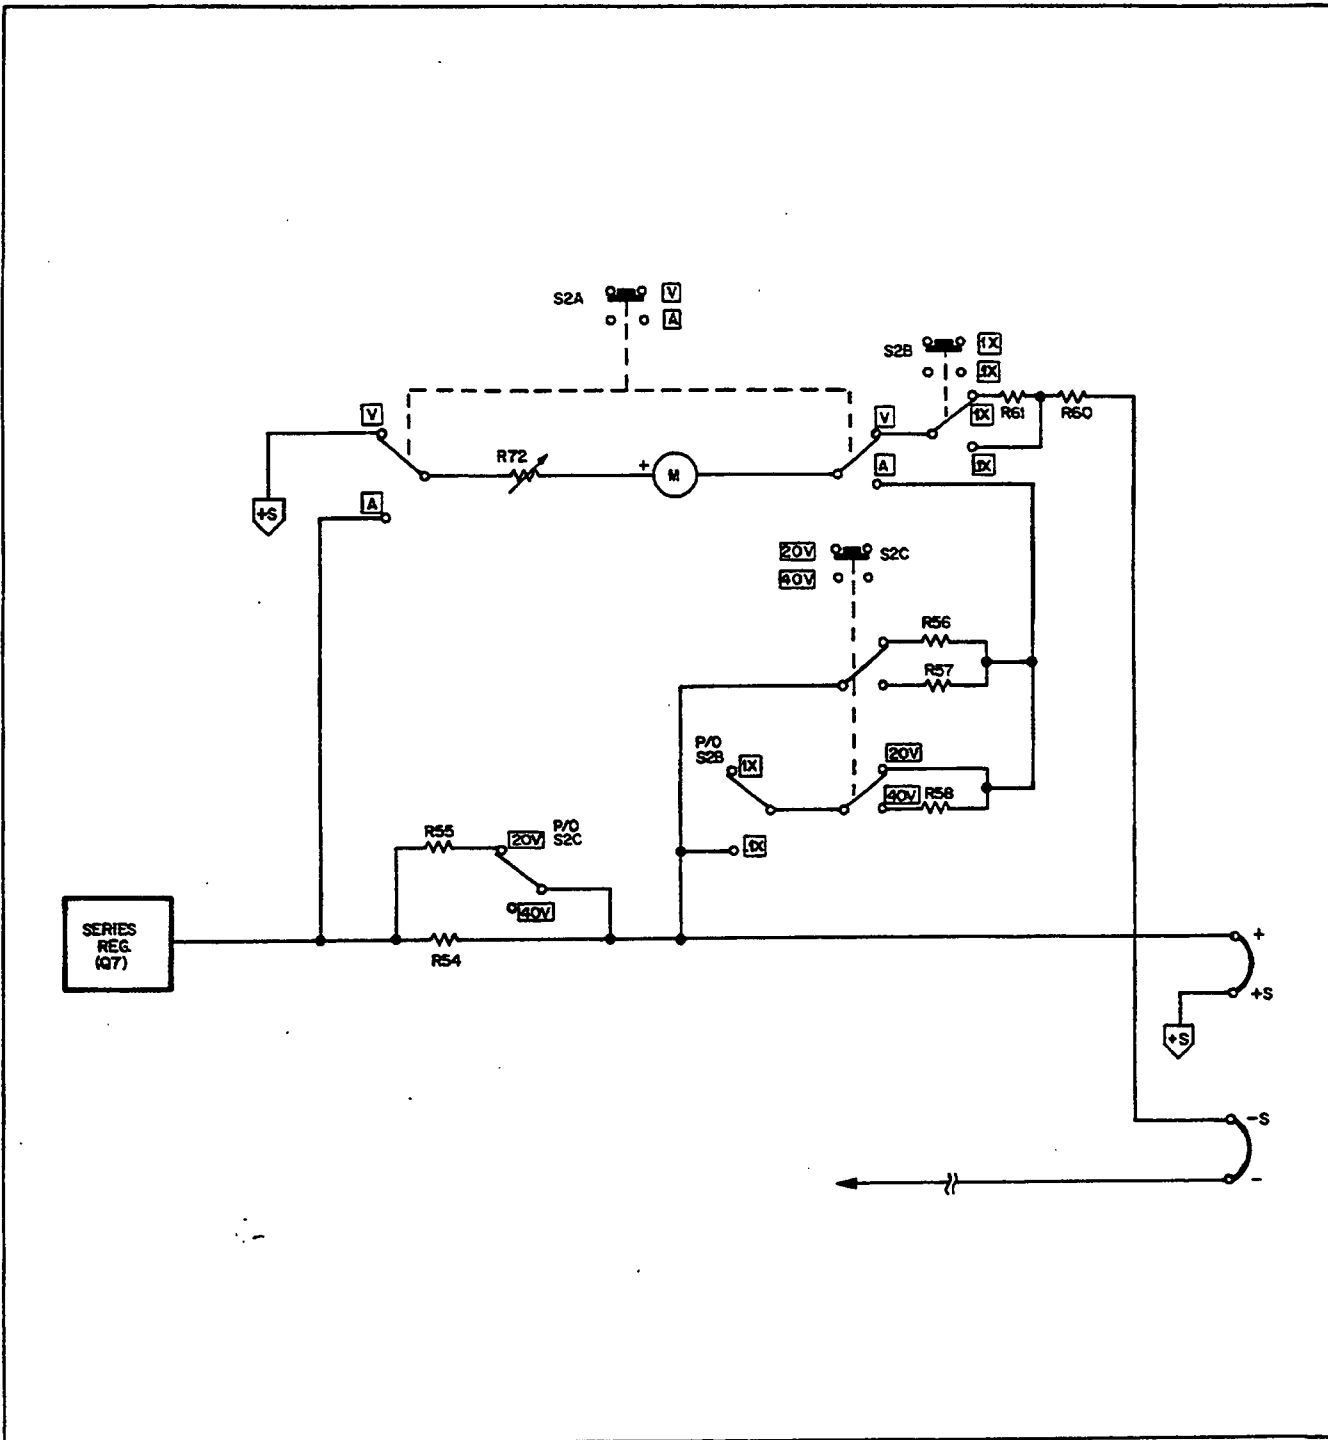 S2A V
A
S2B 1X
.1X
V V 1X R61 R60
R72 + M A .1X
+S A
20V S2C
40V
R56
R57
P/O
S2B 1X 20V
40V R58
R55 20V P/O
S2C
.1X
40V
SERIES
REG.
(Q7)
R54
+
+S
+S
-S
-